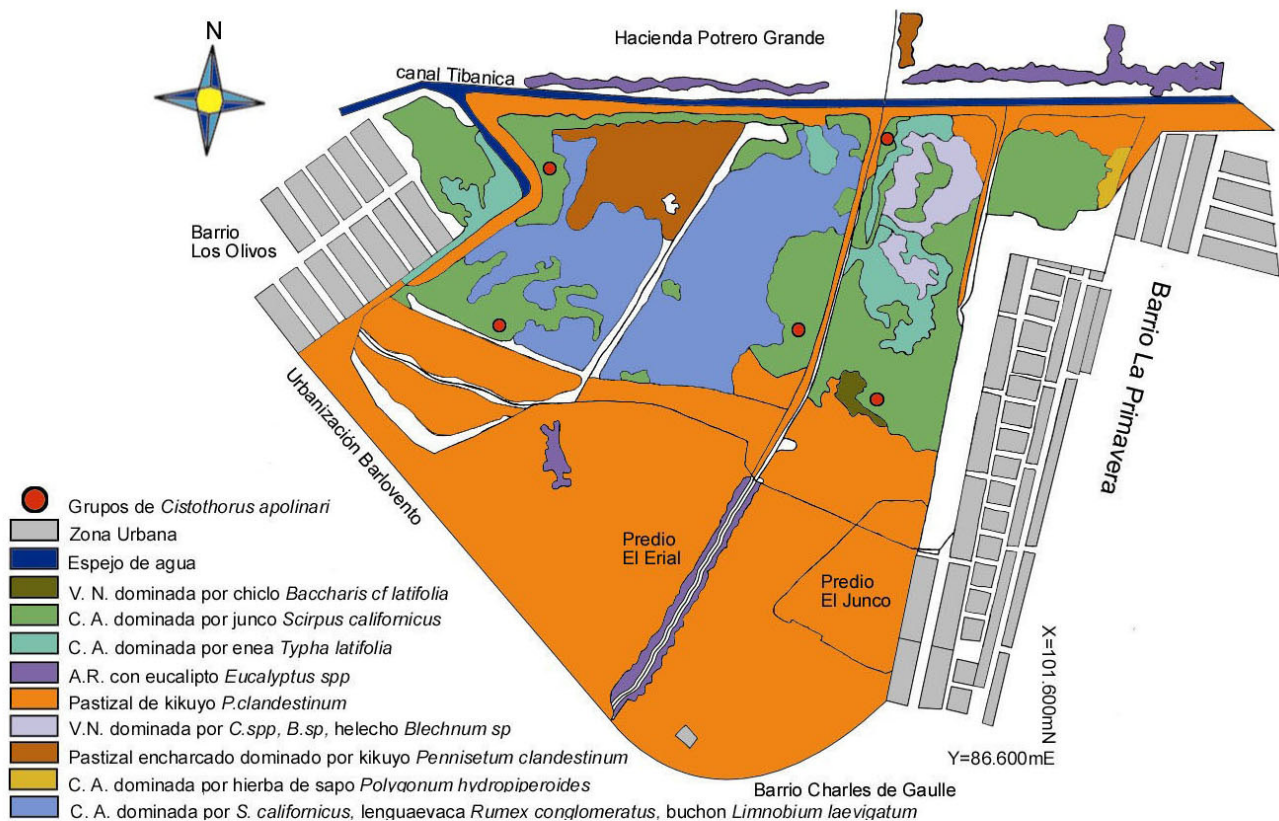 N
Hacienda Potrero Grande
canal Tibanica
Barrio
Los Olivos
Barrio La Primavera
Urbanización Barlovento
Predio
El Erial
Predio
El Junco
X=101.600mN
Y=86.600mE
Barrio Charles de Gaulle
Grupos de Cistothorus apolinari
Zona Urbana
Espejo de agua
V. N. dominada por chiclo Baccharis cf latifolia
C. A. dominada por junco Scirpus californicus
C. A. dominada por enea Typha latifolia
A.R. con eucalipto Eucalyptus spp
Pastizal de kikuyo P.clandestinum
V.N. dominada por C.spp, B.sp, helecho Blechnum sp
Pastizal encharcado dominado por kikuyo Pennisetum clandestinum
C. A. dominada por hierba de sapo Polygonum hydropiperoides
C. A. dominada por S. californicus, lenguaevaca Rumex conglomeratus, buchon Limnobium laevigatum